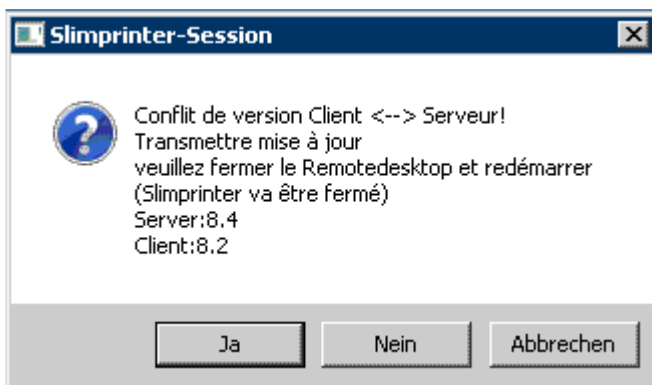 Slimprinter-Session
Conflit de version Client <--> Serveur!
Transmettre mise à jour
veuillez fermer le Remotedesktop et redémarrer
(Slimprinter va être fermé)
Server:8.4
Client:8.2
Ja
Nein
Abbrechen